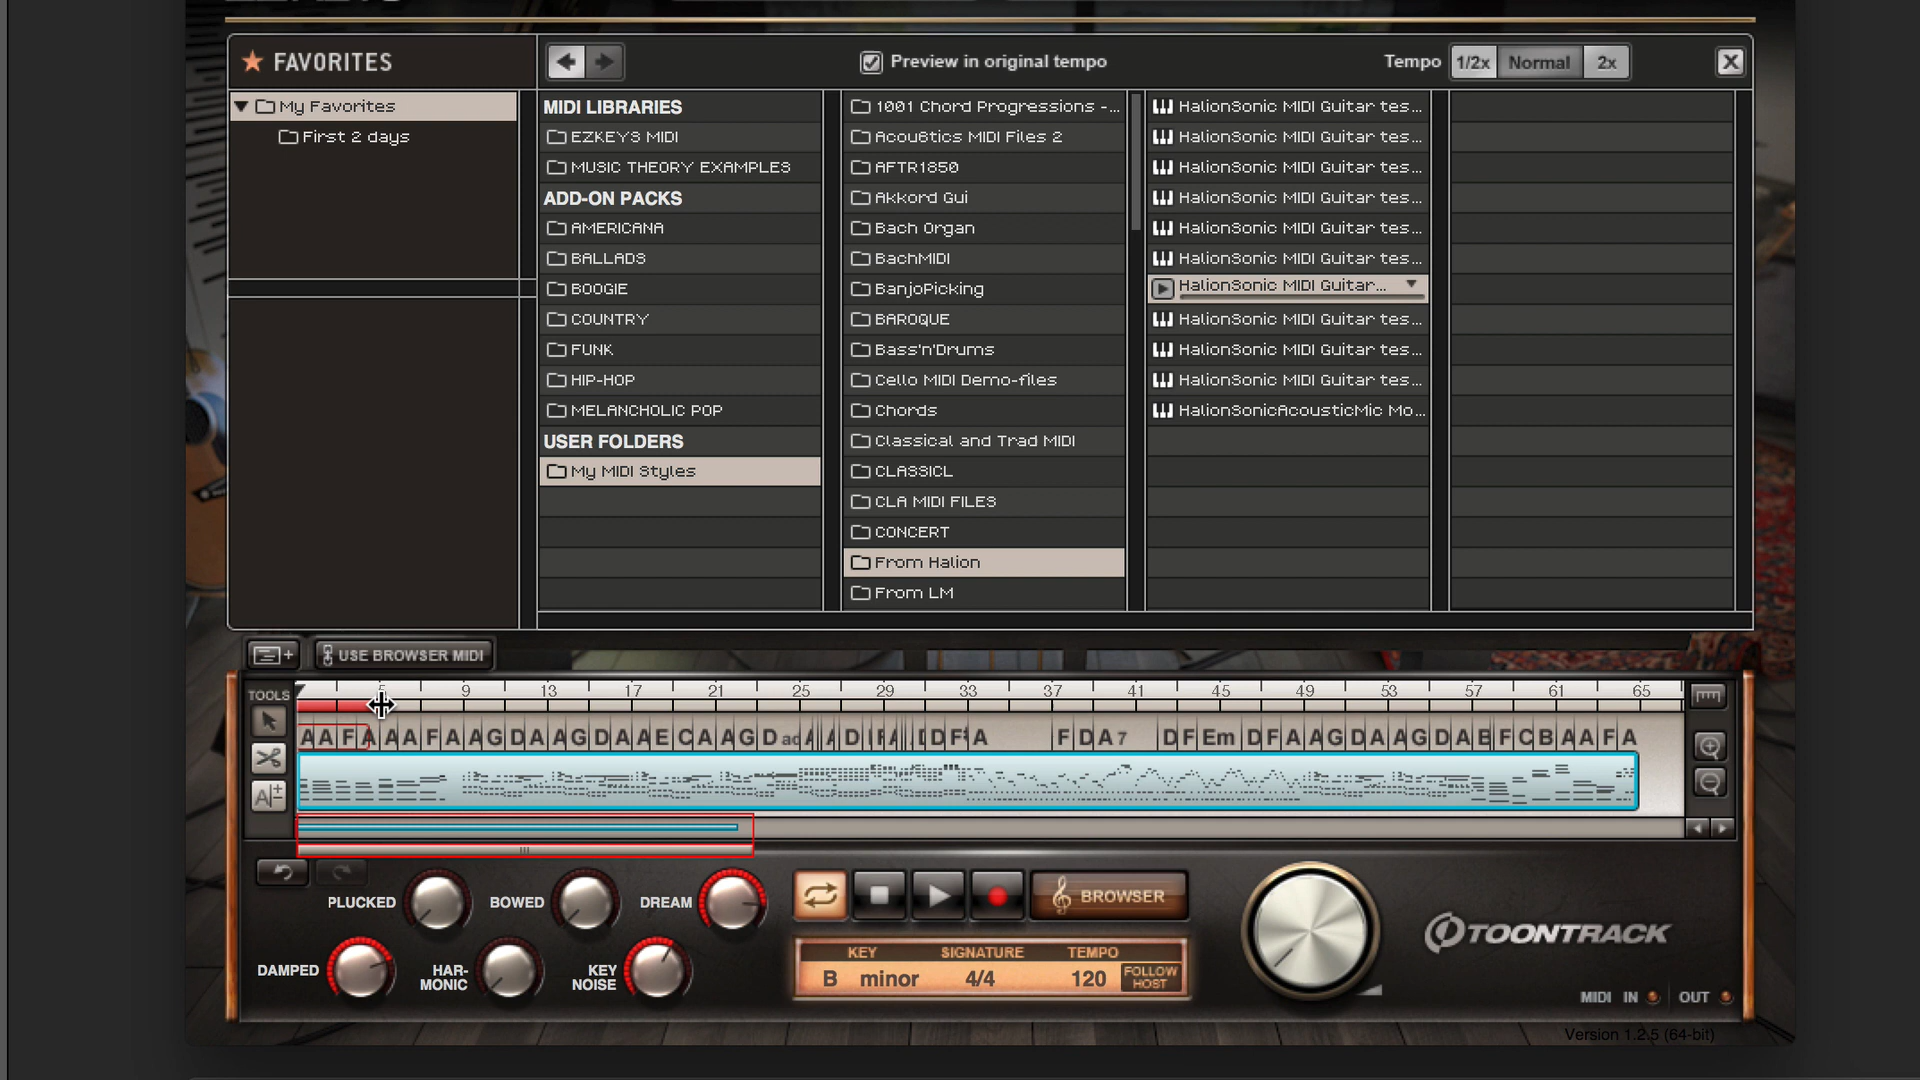 FAVORITES
Preview in original tempo
Tempo 1/2x Normal 2x X
My Favorites
First 2 days
MIDI LIBRARIES
EZKEYS MIDI
MUSIC THEORY EXAMPLES
ADD-ON PACKS
AMERICANA
BALLADS
BOOGIE
COUNTRY
FUNK
HIP-HOP
MELANCHOLIC POP
USER FOLDERS
My MIDI Styles
1001 Chord Progressions -...
Acou6tics MIDI Files 2
AFTR1850
Akkord Gui
Bach Organ
BachMIDI
BanjoPicking
BAROQUE
Bass'n'Drums
Cello MIDI Demo-files
Chords
Classical and Trad MIDI
CLASSICL
CLA MIDI FILES
CONCERT
From Halion
From LM
HalionSonic MIDI Guitar tes...
HalionSonic MIDI Guitar tes...
HalionSonic MIDI Guitar tes...
HalionSonic MIDI Guitar tes...
HalionSonic MIDI Guitar tes...
HalionSonic MIDI Guitar tes...
HalionSonic MIDI Guitar...
HalionSonic MIDI Guitar tes...
HalionSonic MIDI Guitar tes...
HalionSonic MIDI Guitar tes...
HalionSonicAcousticMic Mo...
USE BROWSER MIDI
TOOLS
5 9 13 17 21 25 29 33 37 41 45 49 53 57 61 65
A A F A A A F A A G D A A G D A A E C A A G D
D F# A F D A 7 D F Em D F A A G D A A G D A B F C B A A F A
PLUCKED BOWED DREAM
DAMPED
HAR-
MONIC
KEY
NOISE
BROWSER
KEY SIGNATURE TEMPO
B minor 4/4 120
FOLLOW
HOST
TOONTRACK
MIDI IN OUT
Version 1.2.5 (64-bit)